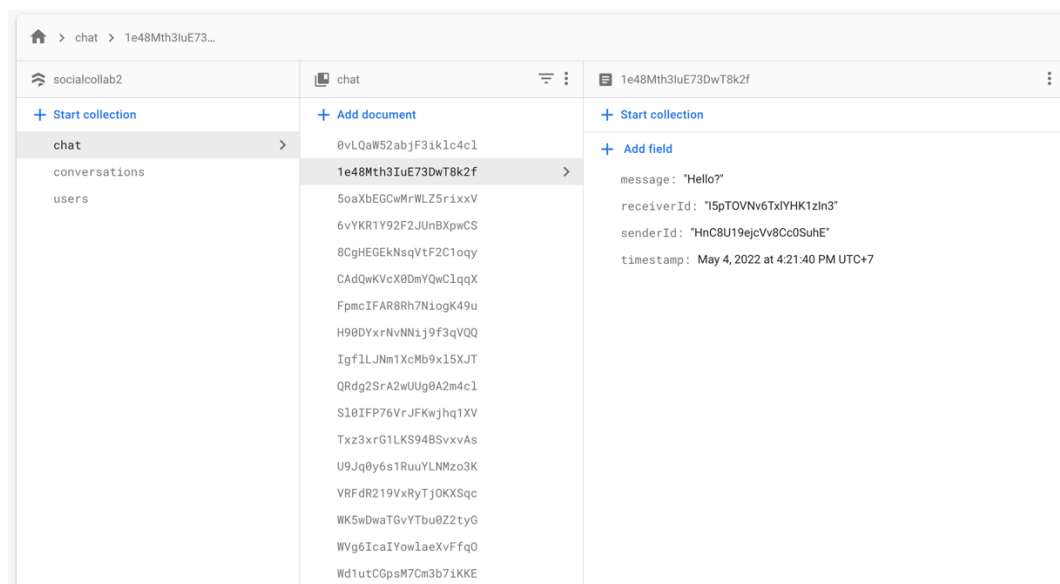 chat > 1e48Mth3IuE73...
socialcollab2
+ Start collection
chat
conversations
users
chat
+ Add document
0vLQaW52abjF3iklc4cl
1e48Mth3IuE73DwT8k2f
5oaXbEGCwMrWLZ5rixxV
6vYKR1Y92F2JUnBXpwCS
8CgHEGEkNsqVtF2C1oqy
CAdQwKVcX0DmYQwClqqX
FpmcIFAR8Rh7NiogK49u
H90DYxrNvNNij9f3qVQQ
IgflLJNm1XcMb9xl5XJT
QRdg2SrA2wUUg0A2m4cl
Sl0IFP76VrJFKwjhq1XV
Txz3xrG1LKS94BSvxvAs
U9Jq0y6s1RuuYLNMzo3K
VRFdR219VxRyTjOKXSqc
WK5wDwaTGvYTbu0Z2tyG
WVg6IcaIYowlaeXvFfqO
Wd1utCGpsM7Cm3b7iKKE
1e48Mth3IuE73DwT8k2f
+ Start collection
+ Add field
message: "Hello?"
receiverId: "I5pTOVNv6TxlYHK1zIn3"
senderId: "HnC8U19ejcVv8Cc0SuhE"
timestamp: May 4, 2022 at 4:21:40 PM UTC+7